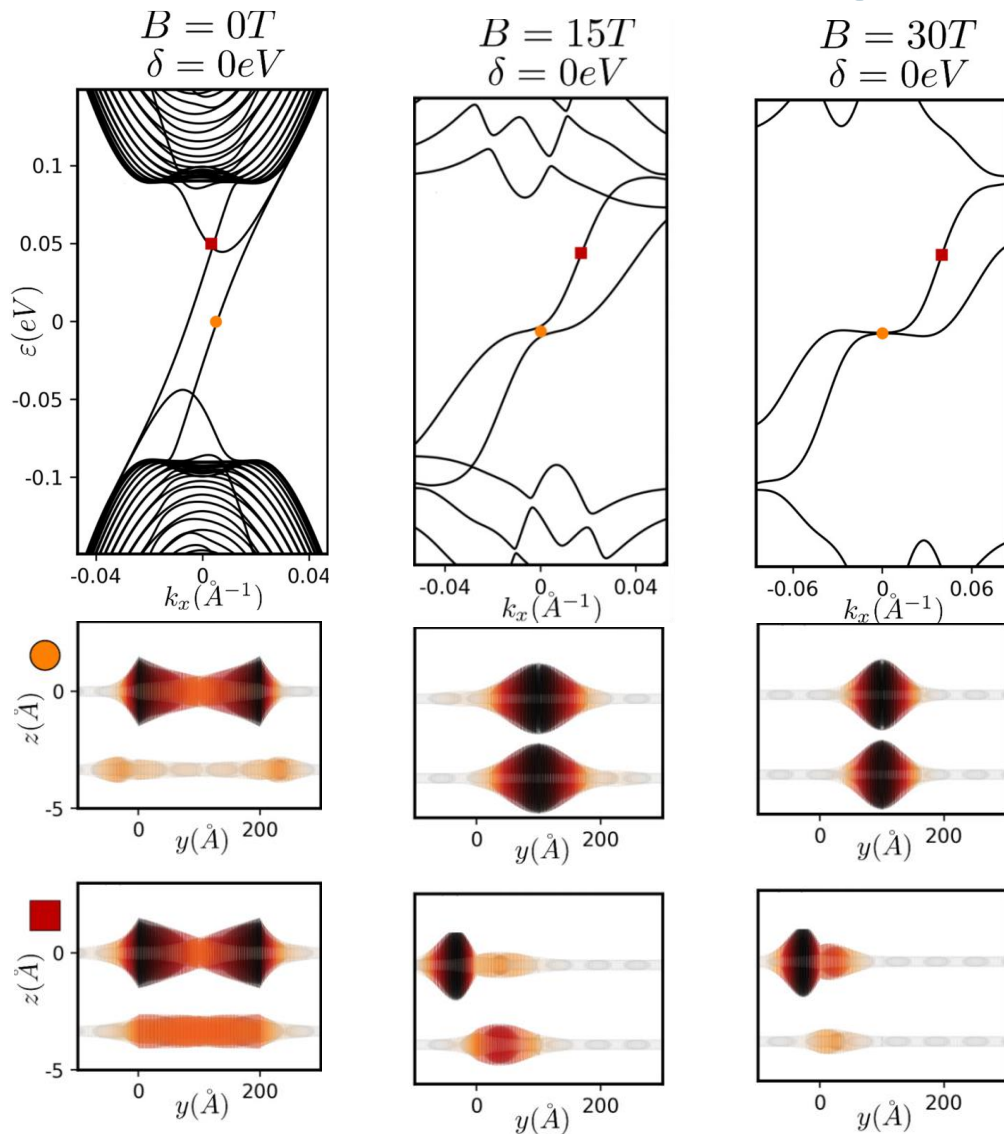 B = 0T
δ = 0eV
B = 15T
δ = 0eV
B = 30T
δ = 0eV
0.1
0.05
0
-0.05
-0.1
ε(eV)
-0.04 0 0.04
kₓ(Å⁻¹)
-0.04 0 0.04
kₓ(Å⁻¹)
-0.06 0 0.06
kₓ(Å⁻¹)
0
-5
z(Å)
0 200
y(Å)
0 200
y(Å)
0 200
y(Å)
0
-5
z(Å)
0 200
y(Å)
0 200
y(Å)
0 200
y(Å)